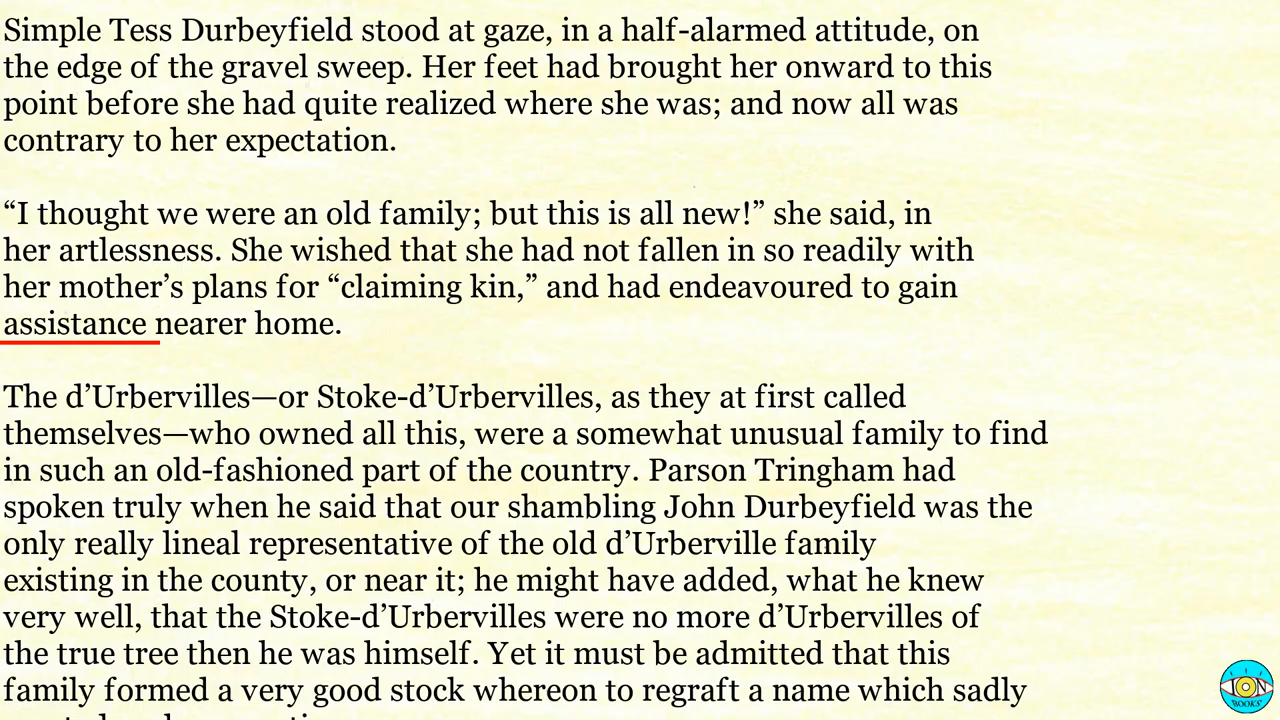 Simple Tess Durbeyfield stood at gaze, in a half-alarmed attitude, on
the edge of the gravel sweep. Her feet had brought her onward to this
point before she had quite realized where she was; and now all was
contrary to her expectation.
“I thought we were an old family; but this is all new!” she said, in
her artlessness. She wished that she had not fallen in so readily with
her mother’s plans for “claiming kin,” and had endeavoured to gain
assistance nearer home.
The d’Urbervilles—or Stoke-d’Urbervilles, as they at first called
themselves—who owned all this, were a somewhat unusual family to find
in such an old-fashioned part of the country. Parson Tringham had
spoken truly when he said that our shambling John Durbeyfield was the
only really lineal representative of the old d’Urberville family
existing in the county, or near it; he might have added, what he knew
very well, that the Stoke-d’Urbervilles were no more d’Urbervilles of
the true tree then he was himself. Yet it must be admitted that this
family formed a very good stock whereon to regraft a name which sadly
BOOKS